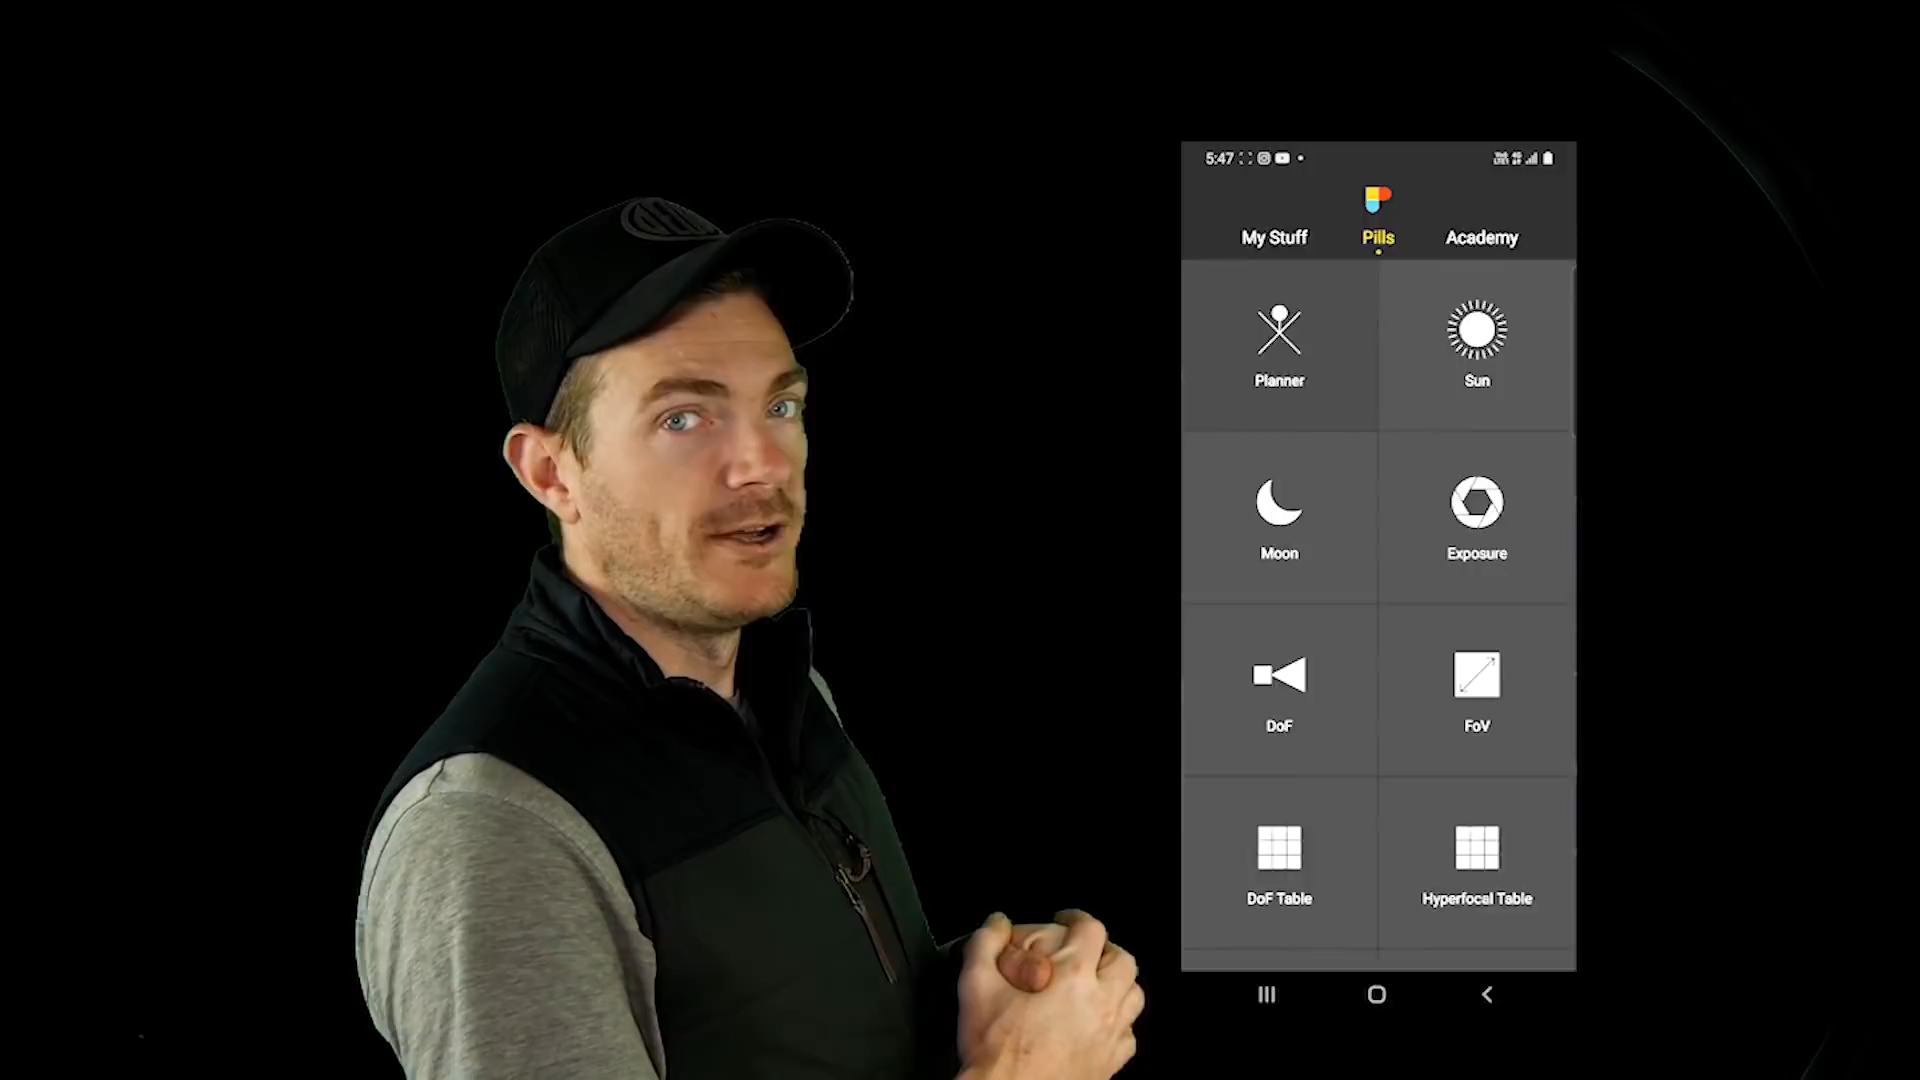 5:47
My Stuff
Pills
Academy
Planner
Sun
Moon
Exposure
DoF
FoV
DoF Table
Hyperfocal Table